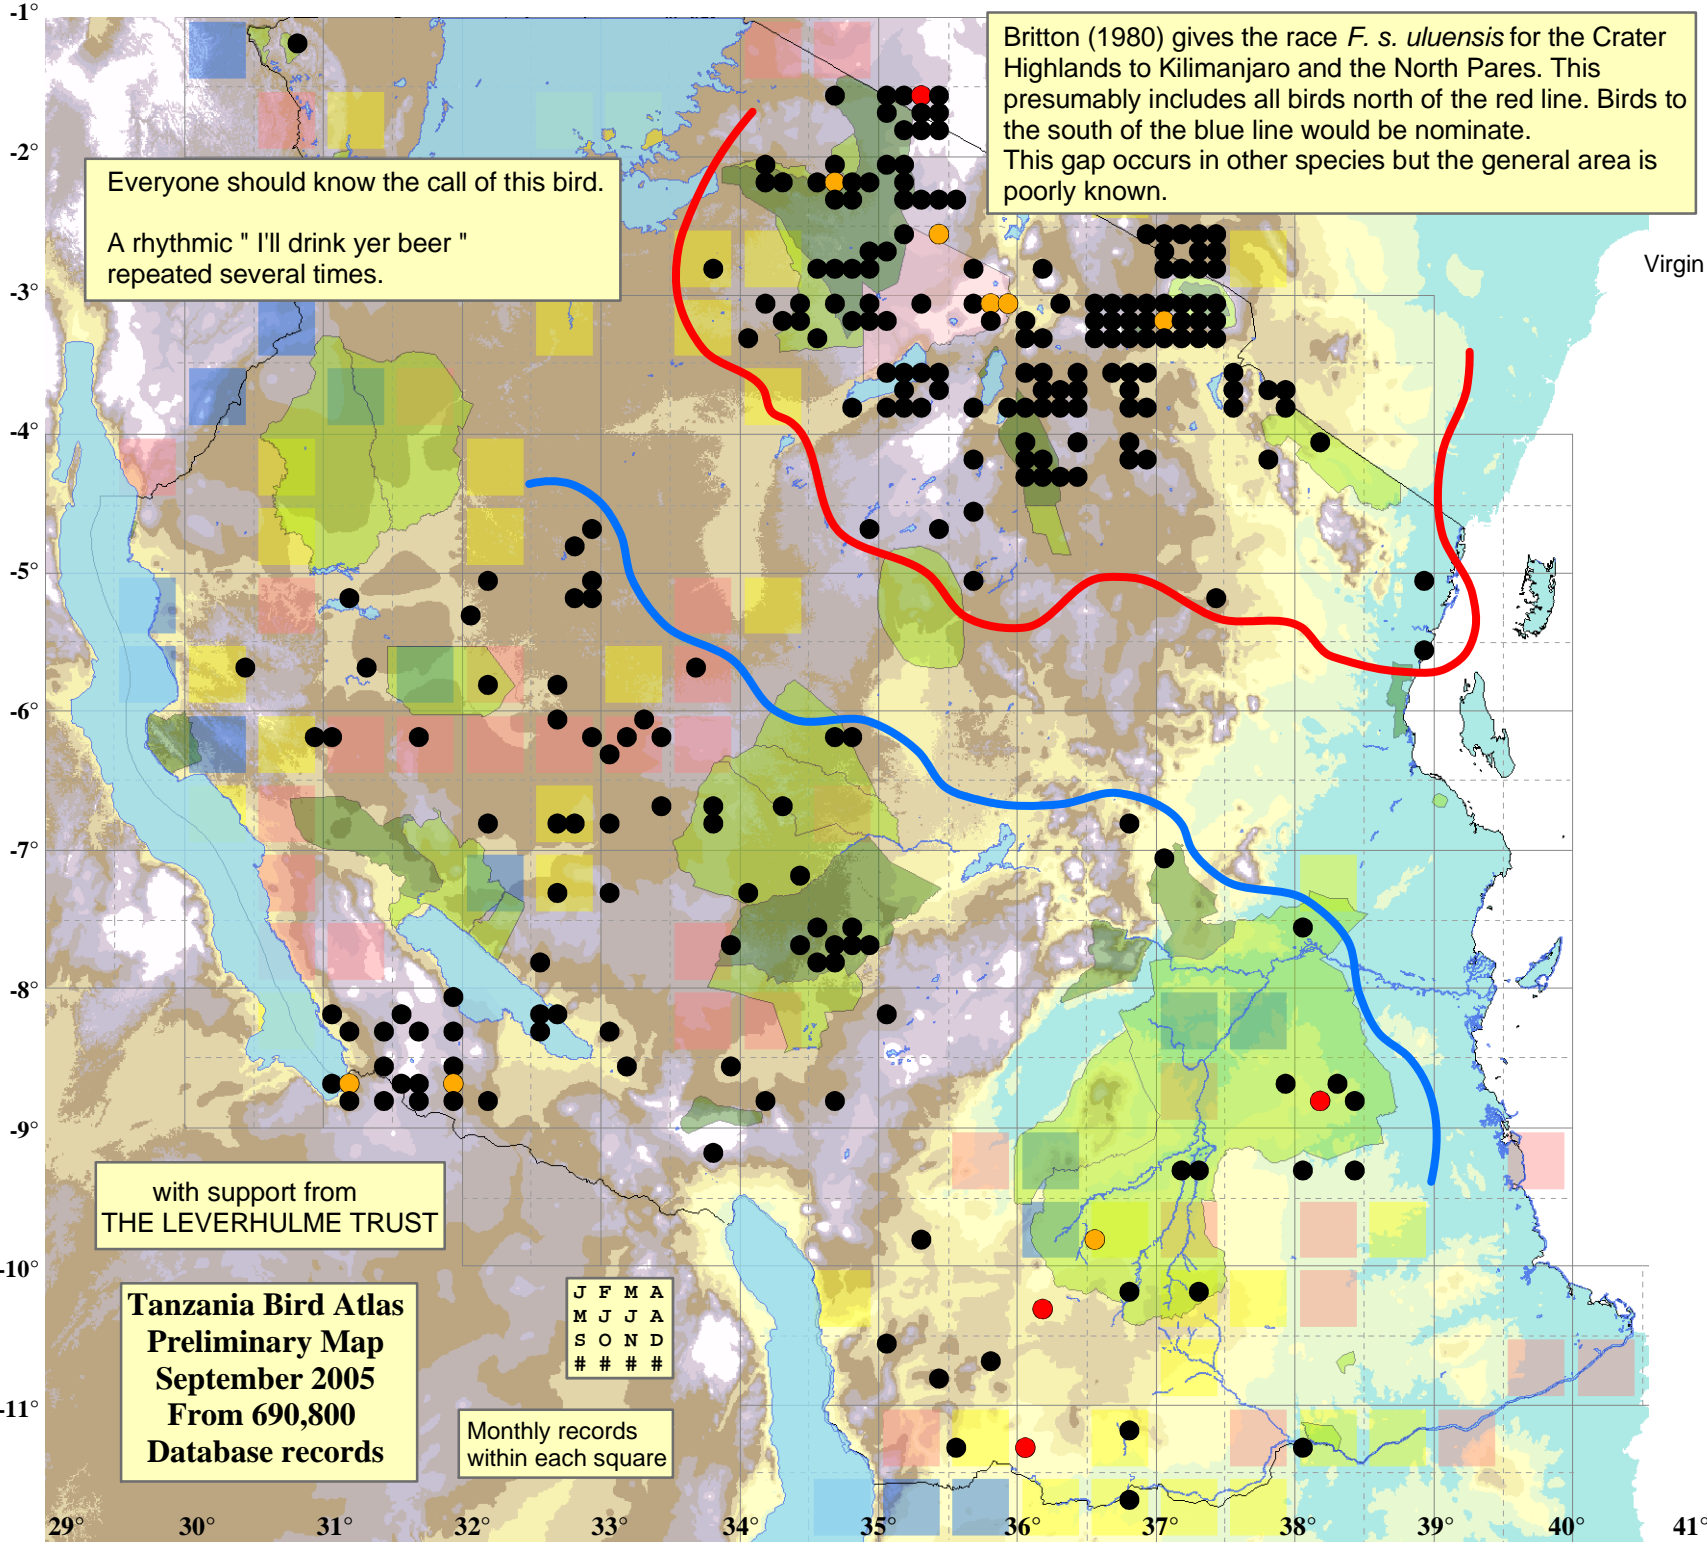 -1°
Britton (1980) gives the race F. s. uluensis for the Crater
Highlands to Kilimanjaro and the North Pares. This
presumably includes all birds north of the red line. Birds to
the south of the blue line would be nominate.
This gap occurs in other species but the general area is
poorly known.
-2°
Everyone should know the call of this bird.
A rhythmic " I'll drink yer beer "
repeated several times.
Virgin
-3°
-4°
-5°
-6°
-7°
-8°
-9°
with support from
THE LEVERHULME TRUST
-10°
Tanzania Bird Atlas
Preliminary Map
September 2005
From 690,800
Database records
J F M A
M J J A
S O N D
# # # #
-11°
Monthly records
within each square
29° 30° 31° 32° 33° 34° 35° 36° 37° 38° 39° 40° 41°